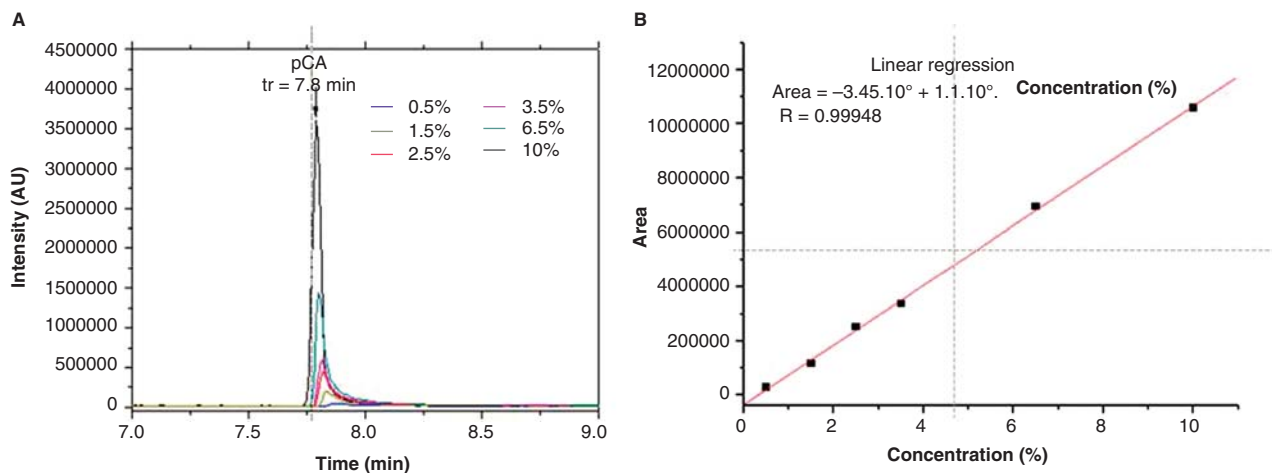 A
4500000
4000000
3500000
3000000
2500000
2000000
1500000
1000000
500000
0
Intensity (AU)
pCA
tr = 7.8 min
0.5%
1.5%
2.5%
3.5%
6.5%
10%
7.0
7.5
8.0
8.5
9.0
Time (min)
B
12000000
10000000
8000000
6000000
4000000
200000
0
Area
Linear regression
Area = –3.45.10° + 1.1.10°.
Concentration (%)
R = 0.99948
0
2
4
6
8
10
Concentration (%)